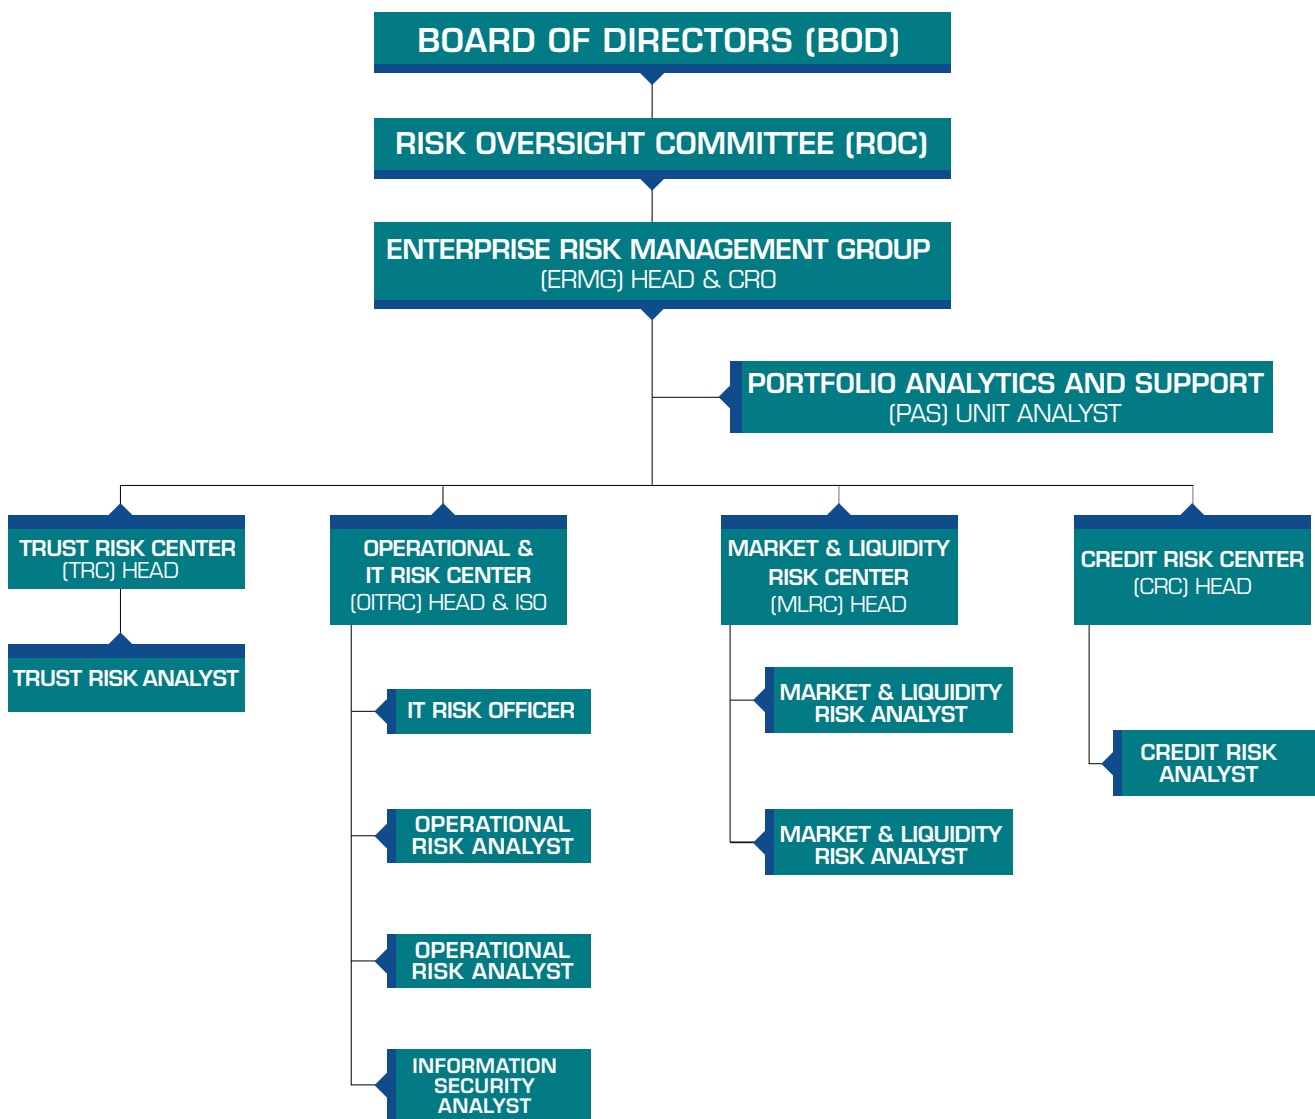 BOARD OF DIRECTORS (BOD)
RISK OVERSIGHT COMMITTEE (ROC)
ENTERPRISE RISK MANAGEMENT GROUP
(ERMG) HEAD & CRO
PORTFOLIO ANALYTICS AND SUPPORT
(PAS) UNIT ANALYST
TRUST RISK CENTER
(TRC) HEAD
TRUST RISK ANALYST
OPERATIONAL &
IT RISK CENTER
(OITRC) HEAD & ISO
IT RISK OFFICER
OPERATIONAL
RISK ANALYST
OPERATIONAL
RISK ANALYST
INFORMATION
SECURITY
ANALYST
MARKET & LIQUIDITY
RISK CENTER
(MLRC) HEAD
MARKET & LIQUIDITY
RISK ANALYST
MARKET & LIQUIDITY
RISK ANALYST
CREDIT RISK CENTER
(CRC) HEAD
CREDIT RISK
ANALYST